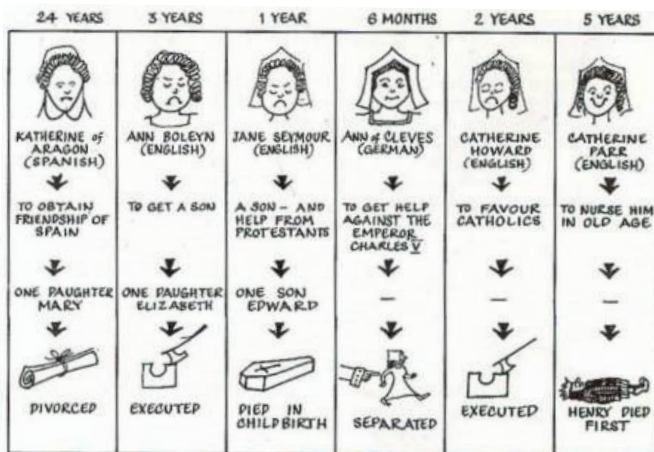 24 YEARS
3 YEARS
1 YEAR
6 MONTHS
2 YEARS
5 YEARS
KATHERINE of
ARAGON
(SPANISH)
ANN BOLEYN
(ENGLISH)
JANE SEYMOUR
(ENGLISH)
ANN of CLEVES
(GERMAN)
CATHERINE
HOWARD
(ENGLISH)
CATHERINE
PARR
(ENGLISH)
TO OBTAIN
FRIENDSHIP OF
SPAIN
TO GET A SON
A SON - AND
HELP FROM
PROTESTANTS
TO GET HELP
AGAINST THE
EMPEROR
CHARLES V
TO FAVOUR
CATHOLICS
TO NURSE HIM
IN OLD AGE
ONE DAUGHTER
MARY
ONE DAUGHTER
ELIZABETH
ONE SON
EDWARD
-
-
-
DIVORCED
EXECUTED
DIED IN
CHILDBIRTH
SEPARATED
EXECUTED
HENRY DIED
FIRST